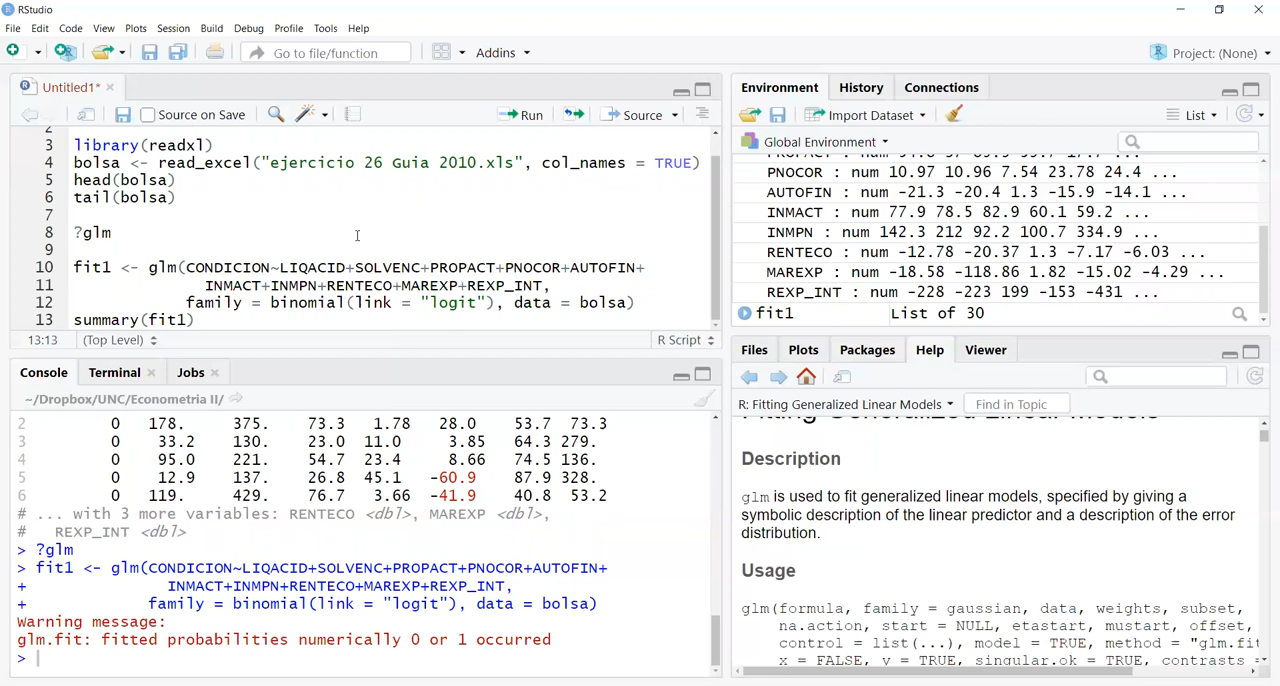 RStudio
File Edit Code View Plots Session Build Debug Profile Tools Help
Go to file/function Addins Project: (None)
Untitled1*
Source on Save Run Source
2
3 library(readxl)
4 bolsa <- read_excel("ejercicio 26 Guia 2010.xls", col_names = TRUE)
5 head(bolsa)
6 tail(bolsa)
7
8 ?glm
9
10 fit1 <- glm(CONDICION~LIQACID+SOLVENC+PROPACT+PNOCOR+AUTOFIN+
11 INMACT+INMPN+RENTECO+MAREXP+REXP_INT,
12 family = binomial(link = "logit"), data = bolsa)
13 summary(fit1)
13:13 (Top Level) R Script
Console Terminal Jobs
~/Dropbox/UNC/Econometria II/
2 0 178. 375. 73.3 1.78 28.0 53.7 73.3
3 0 33.2 130. 23.0 11.0 3.85 64.3 279.
4 0 95.0 221. 54.7 23.4 8.66 74.5 136.
5 0 12.9 137. 26.8 45.1 -60.9 87.9 328.
6 0 119. 429. 76.7 3.66 -41.9 40.8 53.2
# ... with 3 more variables: RENTECO <dbl>, MAREXP <dbl>,
# REXP_INT <dbl>
> ?glm
> fit1 <- glm(CONDICION~LIQACID+SOLVENC+PROPACT+PNOCOR+AUTOFIN+
+ INMACT+INMPN+RENTECO+MAREXP+REXP_INT,
+ family = binomial(link = "logit"), data = bolsa)
Warning message:
glm.fit: fitted probabilities numerically 0 or 1 occurred
>
Environment History Connections
Import Dataset List
Global Environment
PNOCOR : num 10.97 10.96 7.54 23.78 24.4 ...
AUTOFIN : num -21.3 -20.4 1.3 -15.9 -14.1 ...
INMACT : num 77.9 78.5 82.9 60.1 59.2 ...
INMPN : num 142.3 212 92.2 100.7 334.9 ...
RENTECO : num -12.78 -20.37 1.3 -7.17 -6.03 ...
MAREXP : num -18.58 -118.86 1.82 -15.02 -4.29 ...
REXP_INT : num -228 -223 199 -153 -431 ...
fit1 List of 30
Files Plots Packages Help Viewer
R: Fitting Generalized Linear Models Find in Topic
Fitting Generalized Linear Models
Description
glm is used to fit generalized linear models, specified by giving a
symbolic description of the linear predictor and a description of the error
distribution.
Usage
glm(formula, family = gaussian, data, weights, subset,
na.action, start = NULL, etastart, mustart, offset,
control = list(...), model = TRUE, method = "glm.fit
x = FALSE, y = TRUE, singular.ok = TRUE, contrasts =